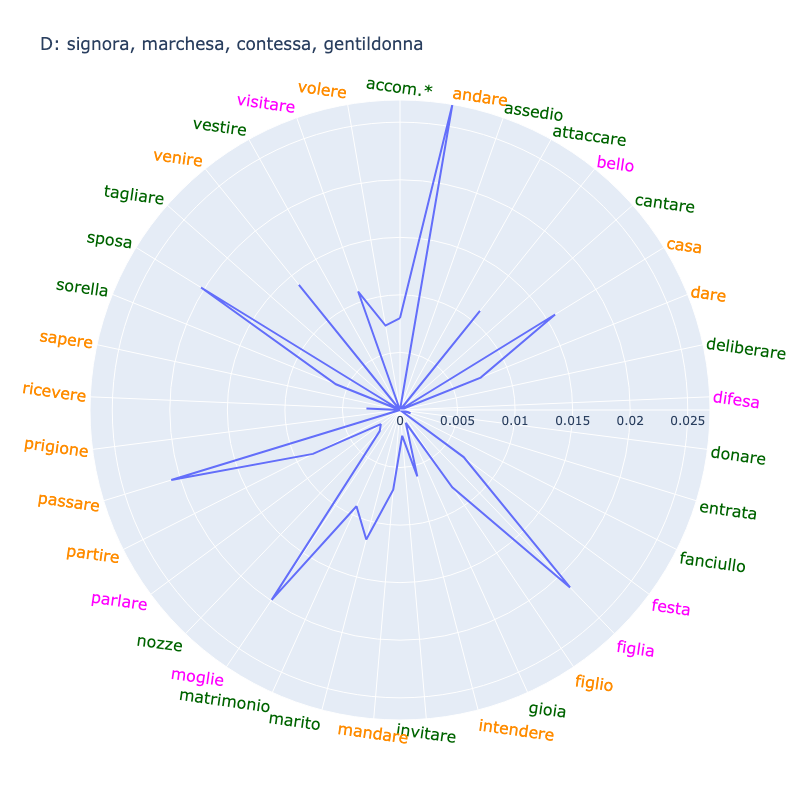 D: signora, marchesa, contessa, gentildonna
accom.*
andare
assedio
attaccare
bello
cantare
casa
dare
deliberare
difesa
donare
entrata
fanciullo
festa
figlia
figlio
gioia
intendere
invitare
mandare
marito
matrimonio
moglie
nozze
parlare
partire
passare
prigione
ricevere
sapere
sorella
sposa
tagliare
venire
vestire
visitare
volere
0 0.005 0.01 0.015 0.02 0.025